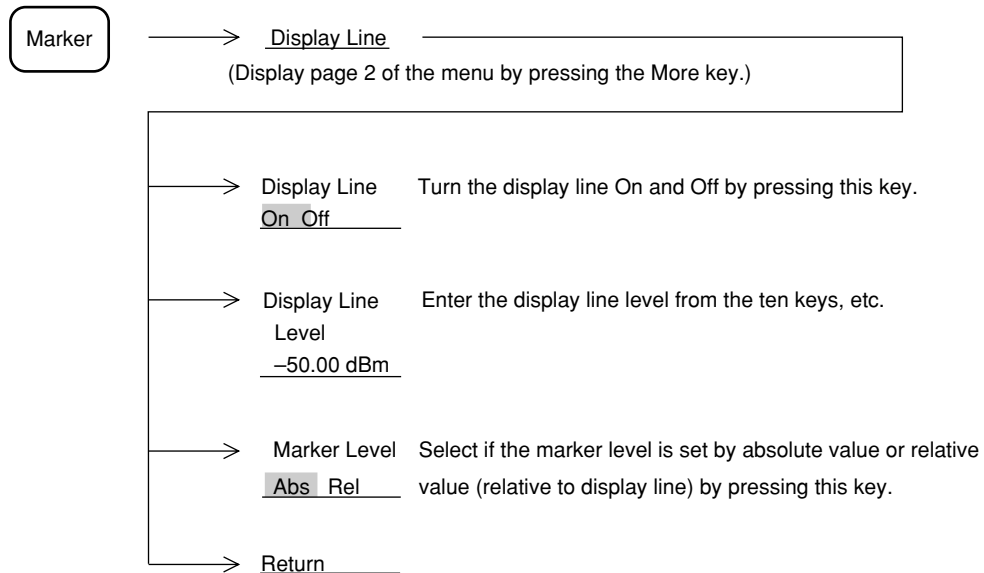 Marker
Display Line
(Display page 2 of the menu by pressing the More key.)
Display Line Turn the display line On and Off by pressing this key.
On Off
Display Line Enter the display line level from the ten keys, etc.
Level
–50.00 dBm
Marker Level Select if the marker level is set by absolute value or relative
Abs Rel value (relative to display line) by pressing this key.
Return